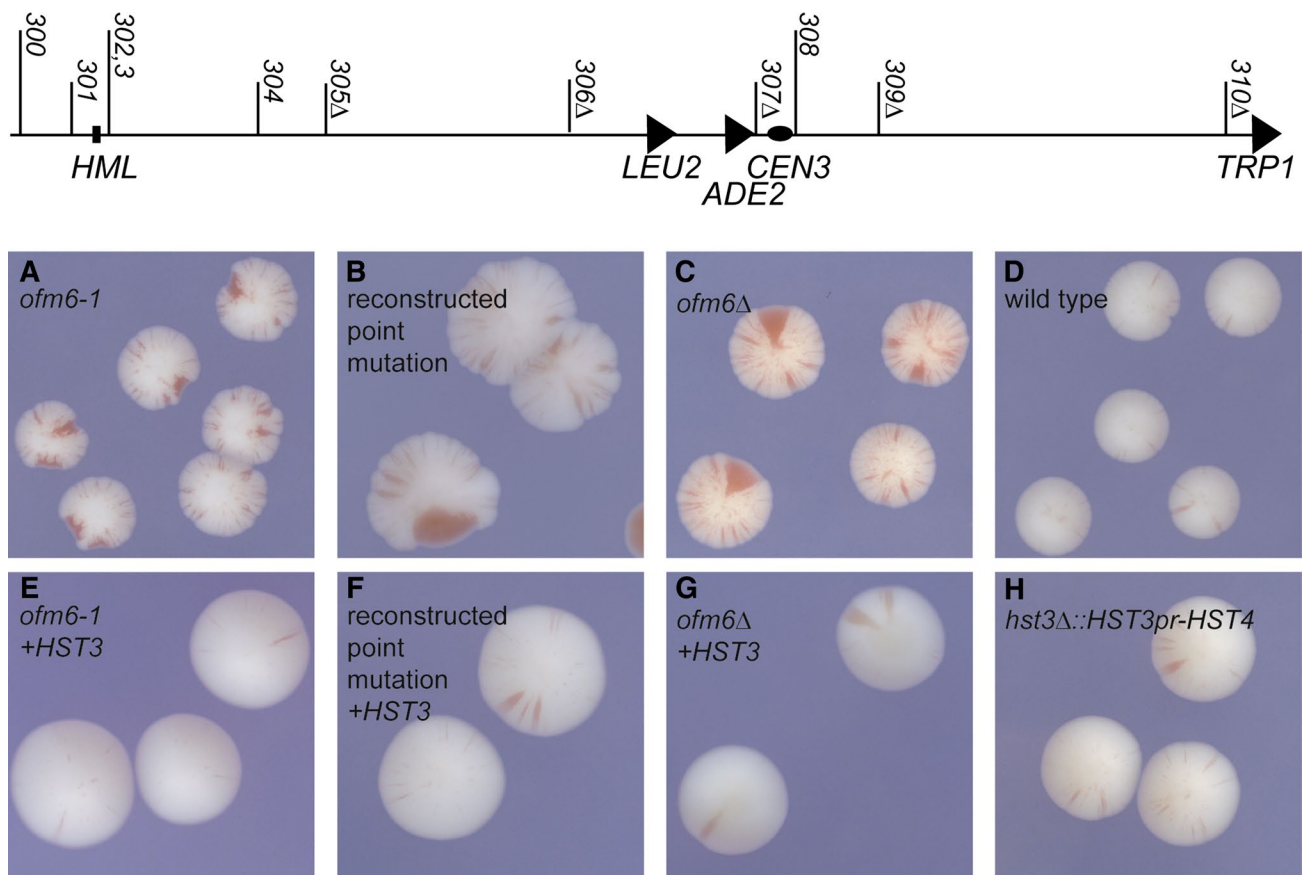 300
301
302,3
304
305Δ
306Δ
307Δ
308
309Δ
310Δ
HML
LEU2
CEN3
TRP1
ADE2
A
ofm6-1
B
reconstructed
point
mutation
C
ofm6Δ
D
wild type
E
ofm6-1
+HST3
F
reconstructed
point
mutation
+HST3
G
ofm6Δ
+HST3
H
hst3Δ::HST3pr-HST4